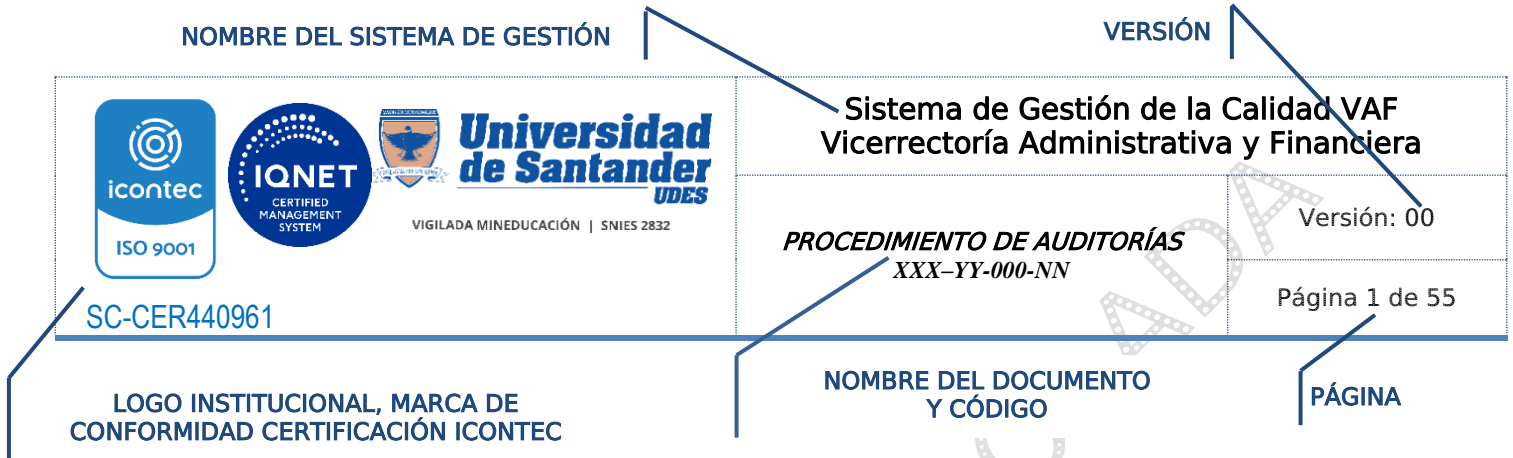 NOMBRE DEL SISTEMA DE GESTIÓN
VERSIÓN
icontec
ISO 9001
SC-CER440961
IQNET
CERTIFIED
MANAGEMENT
SYSTEM
Universidad
de Santander
UDES
VIGILADA MINEDUCACIÓN | SNIES 2832
Sistema de Gestión de la Calidad VAF
Vicerrectoría Administrativa y Financiera
PROCEDIMIENTO DE AUDITORÍAS
XXX–YY-000-NN
Versión: 00
Página 1 de 55
LOGO INSTITUCIONAL, MARCA DE
CONFORMIDAD CERTIFICACIÓN ICONTEC
NOMBRE DEL DOCUMENTO
Y CÓDIGO
PÁGINA